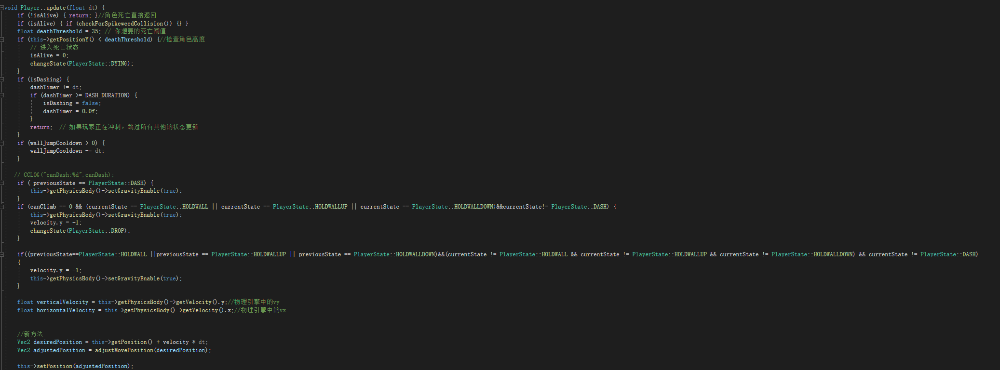 void Player::update(float dt) {
if (!isAlive) { return; }//角色死亡直接返回
if (isAlive) { if (checkForSpikeweedCollision()) {} }
float deathThreshold = 35; // 你想要的死亡阈值
if (this->getPositionY() < deathThreshold) {//检查角色高度
// 进入死亡状态
isAlive = 0;
changeState(PlayerState::DYING);
}
if (isDashing) {
dashTimer += dt;
if (dashTimer >= DASH_DURATION) {
isDashing = false;
dashTimer = 0.0f;
}
return;  // 如果玩家正在冲刺，跳过所有其他的状态更新
}
if (wallJumpCooldown > 0) {
wallJumpCooldown -= dt;
}
// CCLOG("canDash:%d",canDash);
if ( previousState == PlayerState::DASH) {
this->getPhysicsBody()->setGravityEnable(true);
}
if (canClimb == 0 && (currentState == PlayerState::HOLDWALL || currentState == PlayerState::HOLDWALLUP || currentState == PlayerState::HOLDWALLDOWN)&&currentState!= PlayerState::DASH) {
this->getPhysicsBody()->setGravityEnable(true);
velocity.y = -1;
changeState(PlayerState::DROP);
}
if((previousState==PlayerState::HOLDWALL ||previousState == PlayerState::HOLDWALLUP || previousState == PlayerState::HOLDWALLDOWN)&&(currentState != PlayerState::HOLDWALL && currentState != PlayerState::HOLDWALLUP && currentState != PlayerState::HOLDWALLDOWN) && currentState != PlayerState::DASH)
{
velocity.y = -1;
this->getPhysicsBody()->setGravityEnable(true);
}
float verticalVelocity = this->getPhysicsBody()->getVelocity().y;//物理引擎中的vy
float horizontalVelocity = this->getPhysicsBody()->getVelocity().x;//物理引擎中的vx
//新方法
Vec2 desiredPosition = this->getPosition() + velocity * dt;
Vec2 adjustedPosition = adjustMovePosition(desiredPosition);
this->setPosition(adjustedPosition);